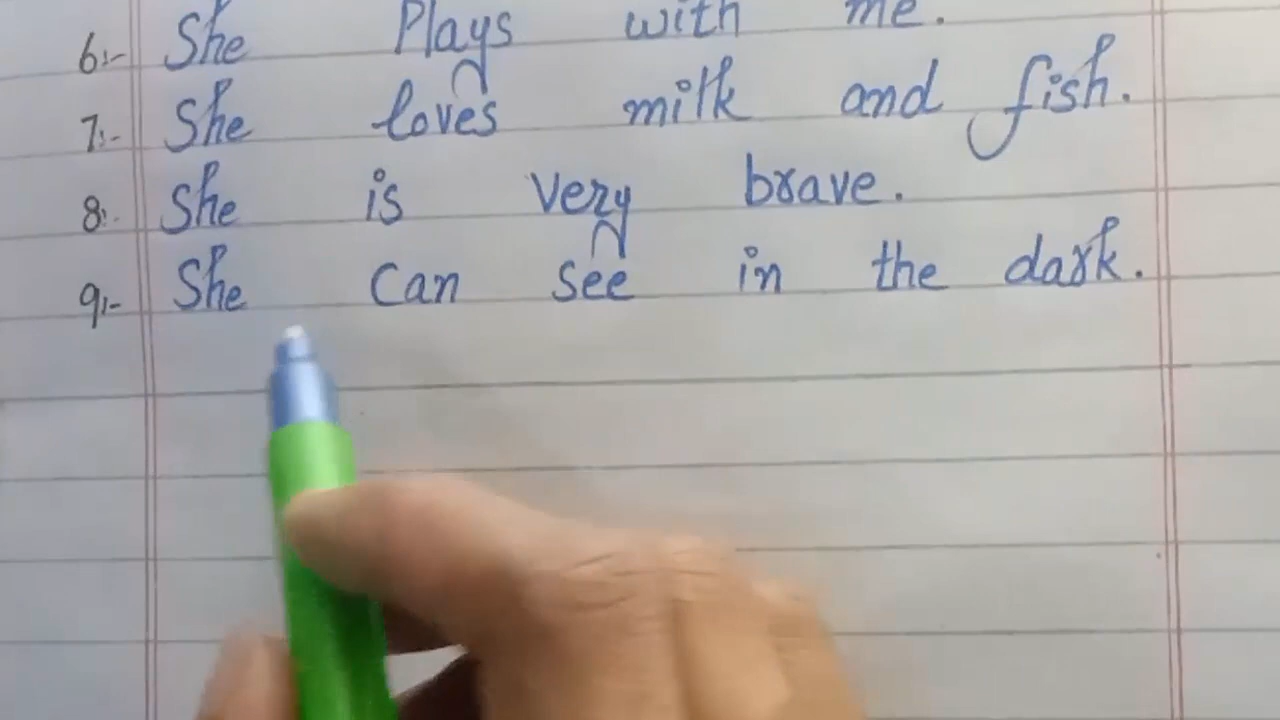 6:- She Plays with me.
7:- She loves milk and fish.
8:- She is very brave.
9:- She can see in the dark.